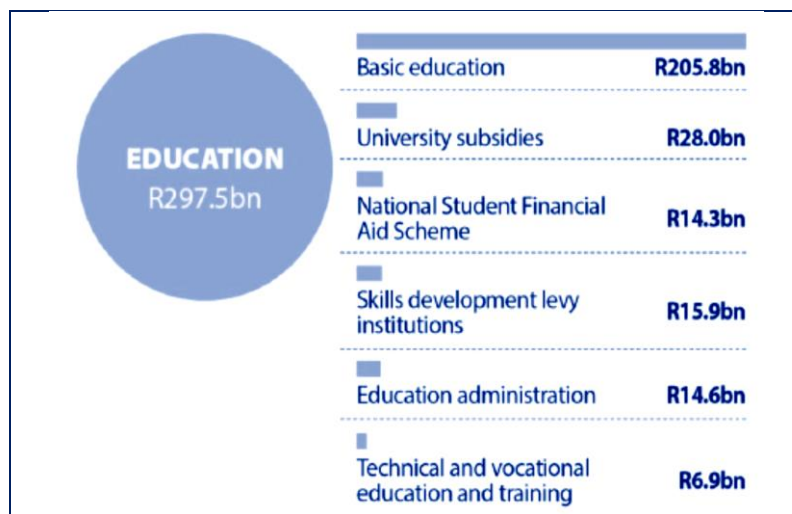 EDUCATION
R297.5bn
Basic education R205.8bn
University subsidies R28.0bn
National Student Financial
Aid Scheme R14.3bn
Skills development levy
institutions R15.9bn
Education administration R14.6bn
Technical and vocational
education and training R6.9bn